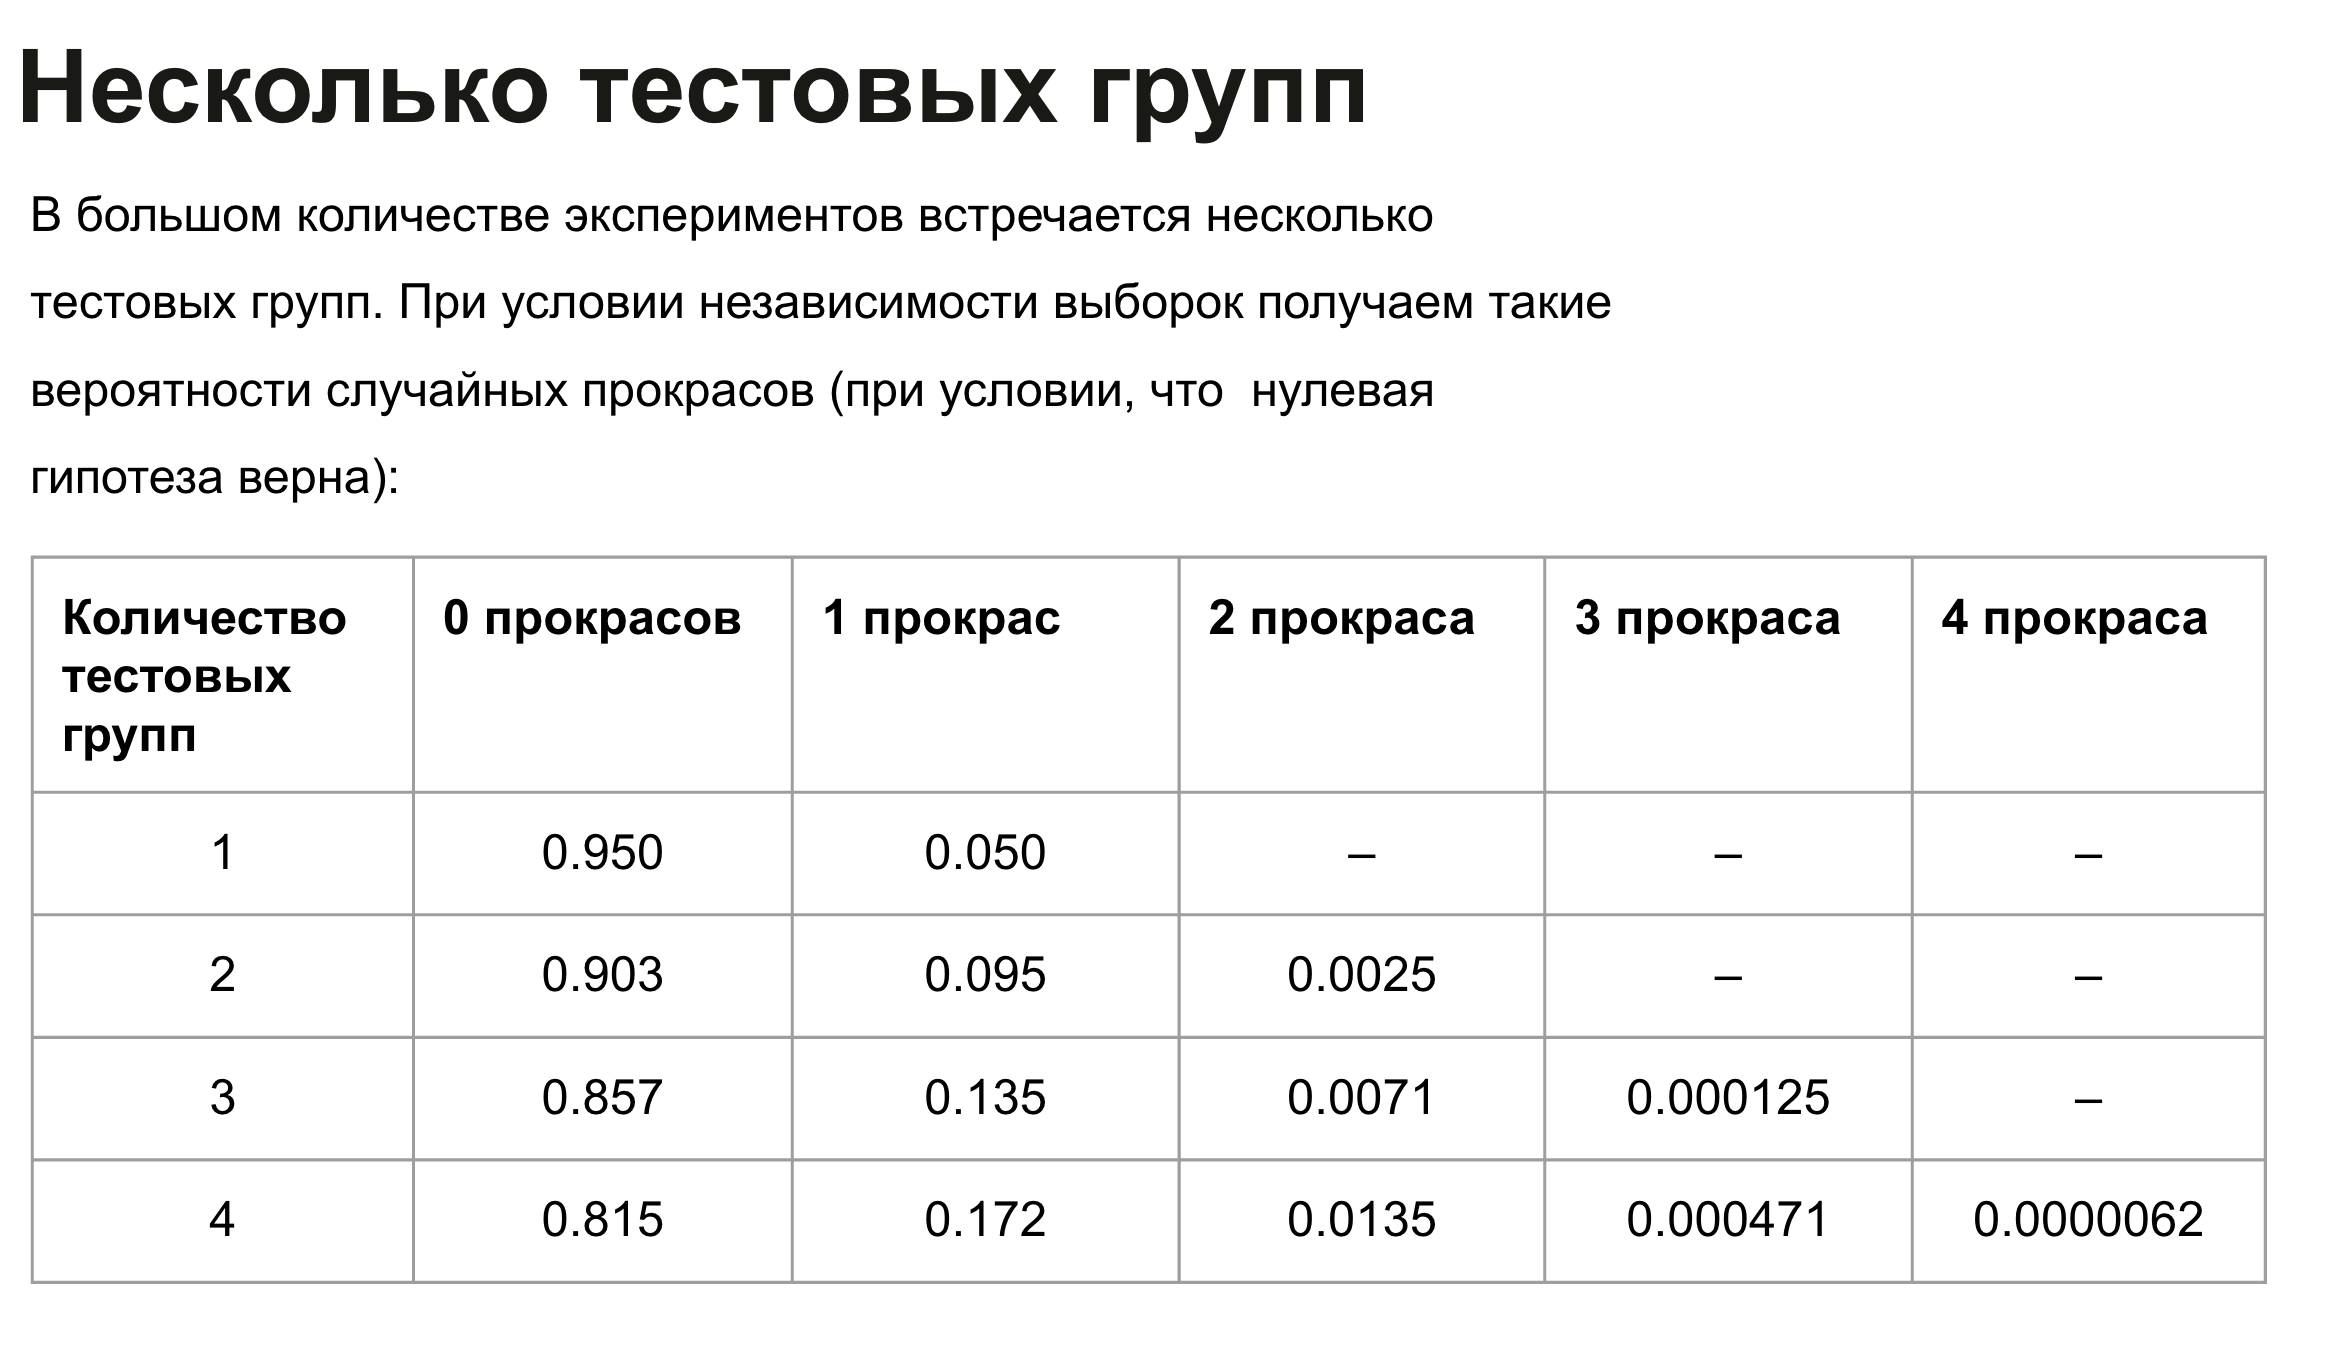 Несколько тестовых групп
В большом количестве экспериментов встречается несколько
тестовых групп. При условии независимости выборок получаем такие
вероятности случайных прокрасов (при условии, что  нулевая
гипотеза верна):
Количество тестовых групп 0 прокрасов 1 прокрас 2 прокраса 3 прокраса 4 прокраса
1 0.950 0.050 – – –
2 0.903 0.095 0.0025 – –
3 0.857 0.135 0.0071 0.000125 –
4 0.815 0.172 0.0135 0.000471 0.0000062